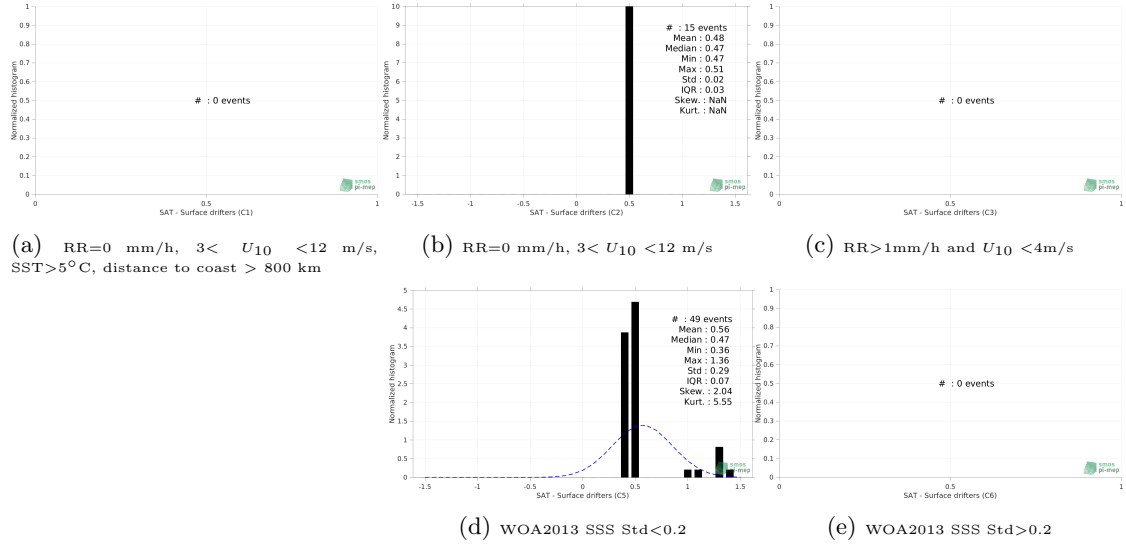 1
0.9
0.8
0.7
0.6
0.5
0.4
0.3
0.2
0.1
0
0
0.5
1
Normalized histogram
# : 0 events
smos
pi-mep
SAT - Surface drifters (C1)
10
9
8
7
6
5
4
3
2
1
0
-1.5
-1
-0.5
0
0.5
1
1.5
Normalized histogram
# : 15 events
Mean : 0.48
Median : 0.47
Min : 0.47
Max : 0.51
Std : 0.02
IQR : 0.03
Skew. : NaN
Kurt. : NaN
smos
pi-mep
SAT - Surface drifters (C2)
1
0.9
0.8
0.7
0.6
0.5
0.4
0.3
0.2
0.1
0
0
0.5
1
Normalized histogram
# : 0 events
smos
pi-mep
SAT - Surface drifters (C3)
(a) RR=0 mm/h, 3< U10 <12 m/s,
SST>5°C, distance to coast > 800 km
(b) RR=0 mm/h, 3< U10 <12 m/s
(c) RR>1mm/h and U10 <4m/s
5
4.5
4
3.5
3
2.5
2
1.5
1
0.5
0
-1.5
-1
-0.5
0
0.5
1
1.5
Normalized histogram
# : 49 events
Mean : 0.56
Median : 0.47
Min : 0.36
Max : 1.36
Std : 0.29
IQR : 0.07
Skew. : 2.04
Kurt. : 5.55
smos
pi-mep
SAT - Surface drifters (C5)
1
0.9
0.8
0.7
0.6
0.5
0.4
0.3
0.2
0.1
0
0
0.5
1
Normalized histogram
# : 0 events
smos
pi-mep
SAT - Surface drifters (C6)
(d) WOA2013 SSS Std<0.2
(e) WOA2013 SSS Std>0.2